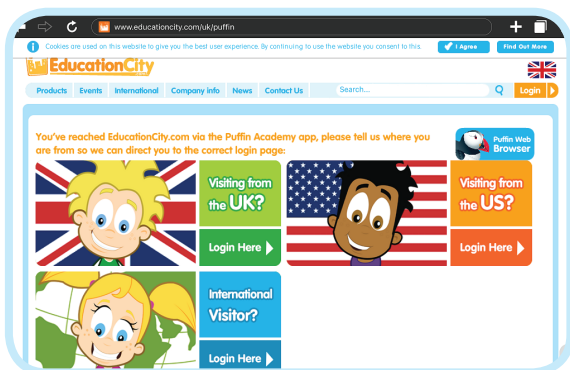 www.educationcity.com/uk/puffin
Cookies are used on this website to give you the best user experience. By continuing to use the website you consent to this.
I Agree
Find Out More
EducationCity
Products Events International Company info News Contact Us Search... Login
You've reached EducationCity.com via the Puffin Academy app, please tell us where you
are from so we can direct you to the correct login page:
Puffin Web
Browser
Visiting from
the UK?
Login Here
Visiting from
the US?
Login Here
International
Visitor?
Login Here